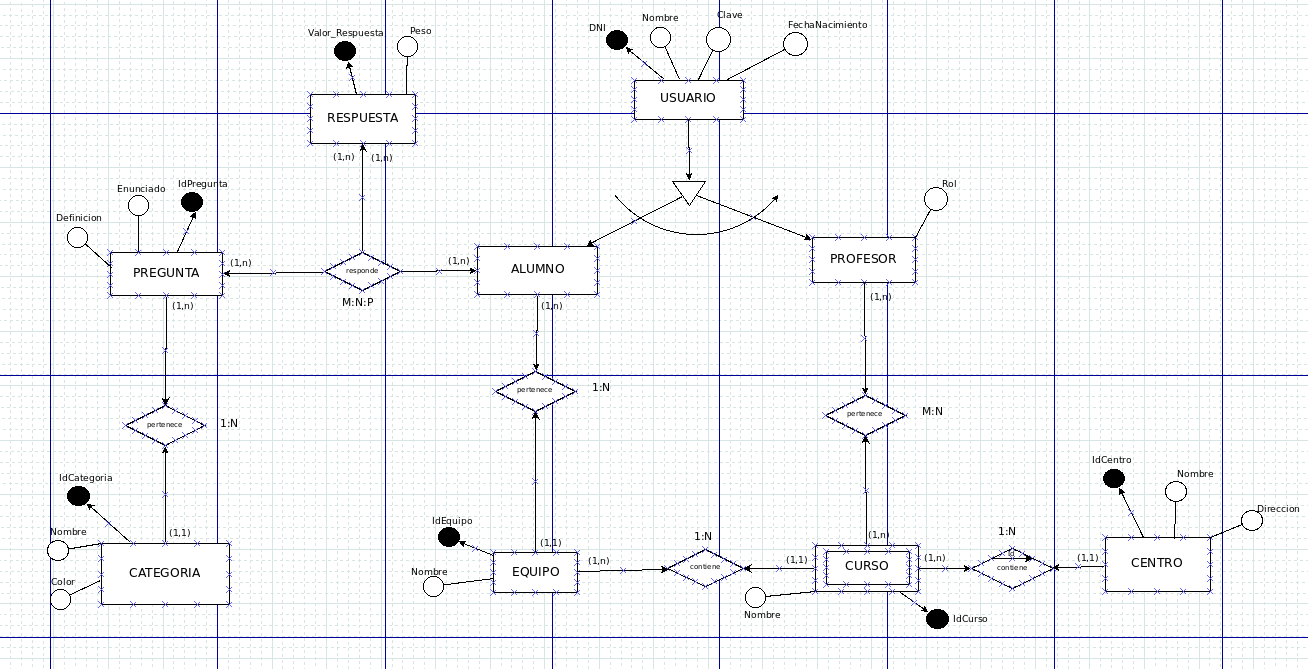 Clave
Nombre
FechaNacimiento
DNI
Valor_Respuesta
Peso
USUARIO
RESPUESTA
(1,n) (1,n)
Enunciado
IdPregunta
Rol
Definicion
(1,n)
(1,n)
PREGUNTA
responde
ALUMNO
PROFESOR
M:N:P
(1,n)
(1,n)
(1,n)
pertenece
1:N
pertenece
M:N
pertenece
1:N
IdCategoria
IdCentro
Nombre
Direccion
IdEquipo
Nombre
(1,1)
(1,1)
1:N
(1,n)
1:N
Color
Nombre
CATEGORIA
EQUIPO
(1,n)
contiene
(1,1)
CURSO
(1,n)
Id
contiene
(1,1)
CENTRO
Nombre
IdCurso